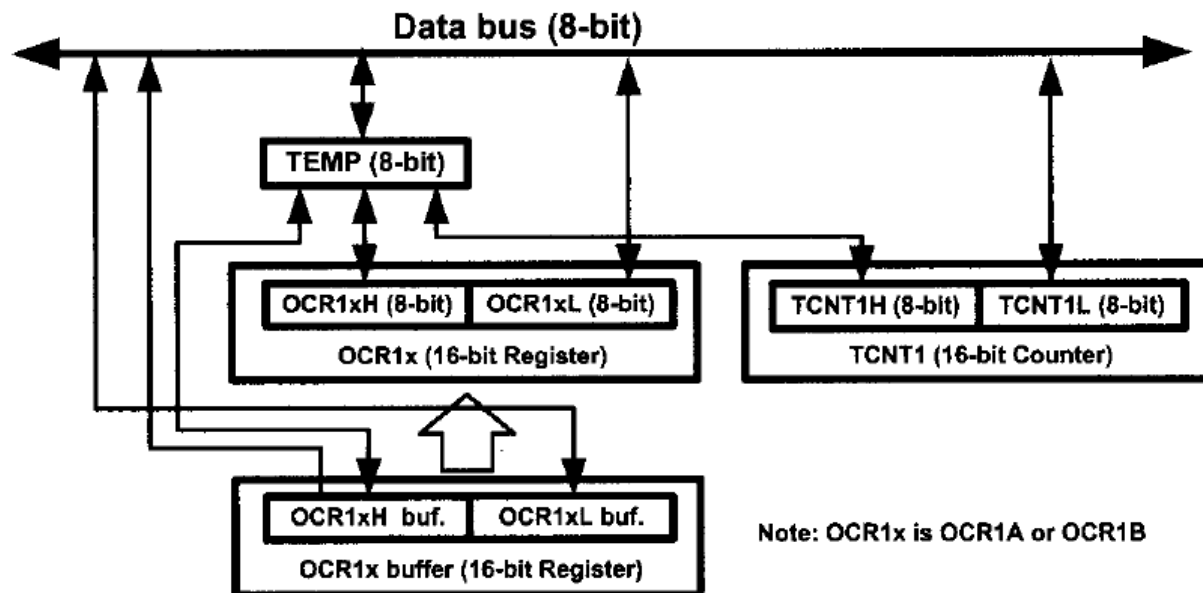 Data bus (8-bit)
TEMP (8-bit)
OCR1xH (8-bit) OCR1xL (8-bit)
OCR1x (16-bit Register)
TCNT1H (8-bit) TCNT1L (8-bit)
TCNT1 (16-bit Counter)
OCR1xH buf. OCR1xL buf.
OCR1x buffer (16-bit Register)
Note: OCR1x is OCR1A or OCR1B